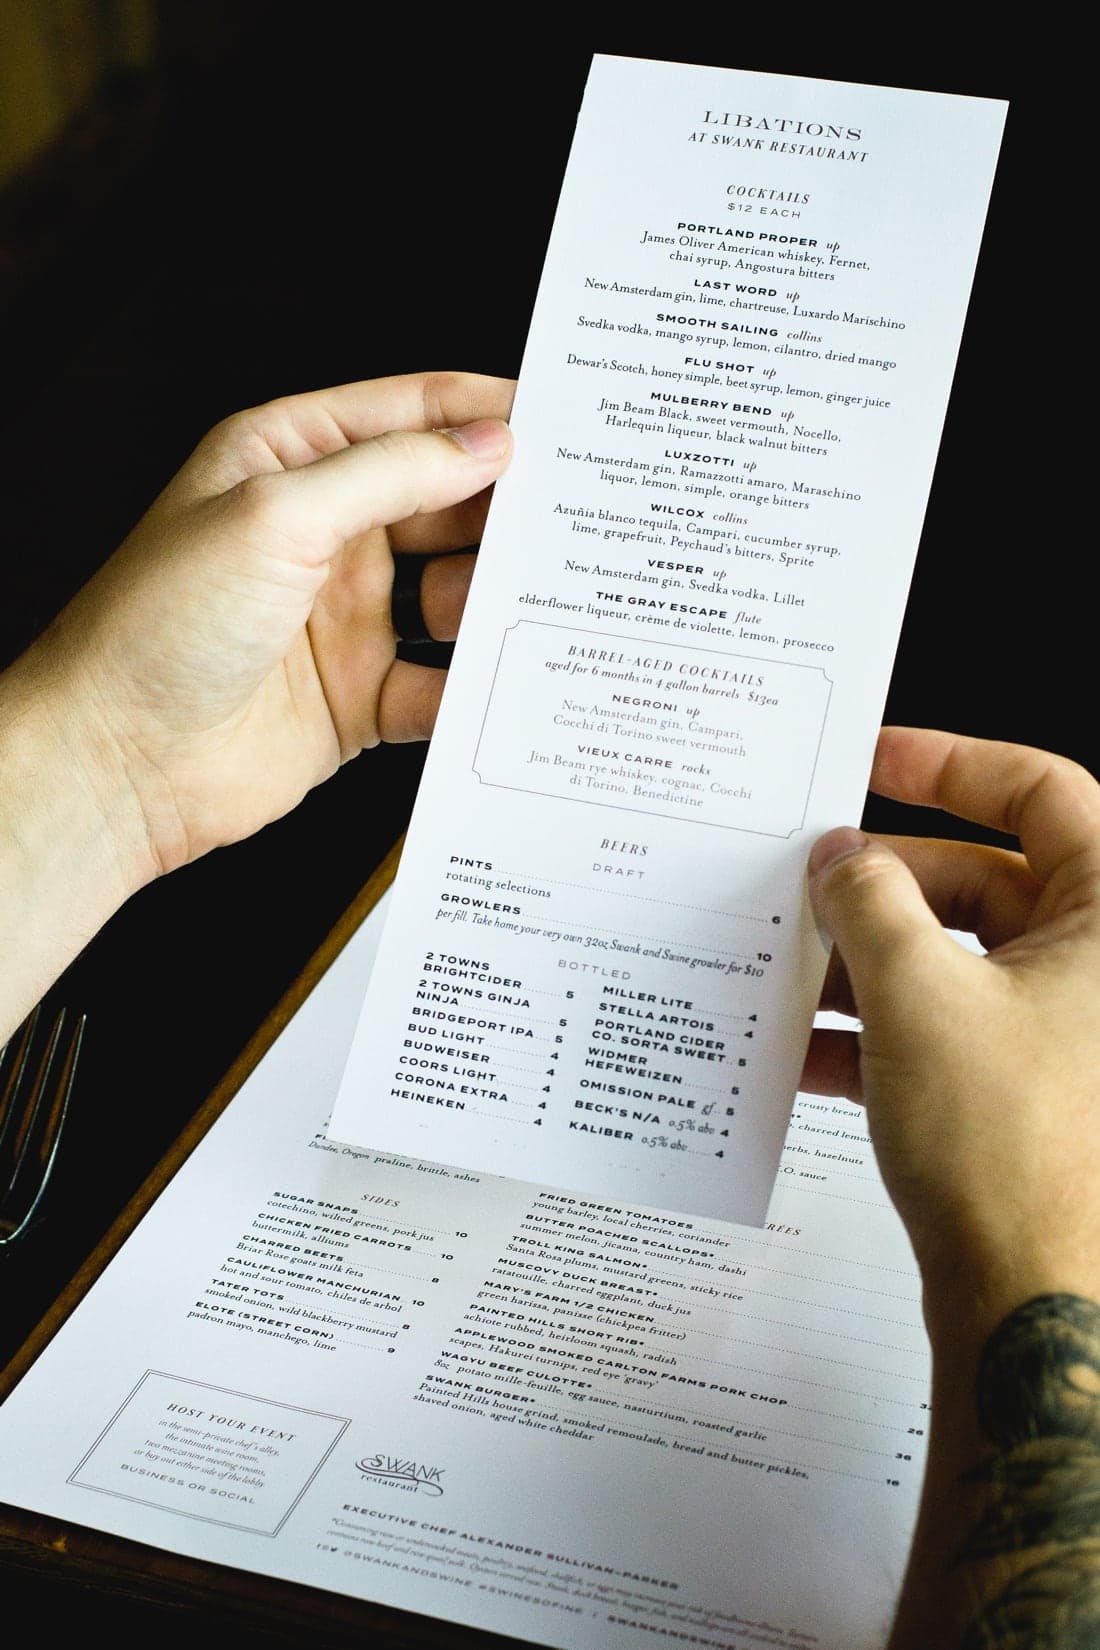 LIBATIONS
AT SWANK RESTAURANT
COCKTAILS
$12 EACH
PORTLAND PROPER up
James Oliver American whiskey, Fernet,
chai syrup, Angostura bitters
LAST WORD up
New Amsterdam gin, lime, chartreuse, Luxardo Marischino
SMOOTH SAILING collins
Svedka vodka, mango syrup, lemon, cilantro, dried mango
FLU SHOT up
Dewar's Scotch, honey simple, beet syrup, lemon, ginger juice
MULBERRY BEND up
Jim Beam Black, sweet vermouth, Nocello,
Harlequin liqueur, black walnut bitters
LUXZOTTI up
New Amsterdam gin, Ramazzotti amaro, Maraschino
liquor, lemon, simple, orange bitters
WILCOX collins
Azuñia blanco tequila, Campari, cucumber syrup,
lime, grapefruit, Peychaud's bitters, Sprite
VESPER up
New Amsterdam gin, Svedka vodka, Lillet
THE GRAY ESCAPE flute
elderflower liqueur, crème de violette, lemon, prosecco
BARREL-AGED COCKTAILS
aged for 6 months in 4 gallon barrels $13ea
NEGRONI up
New Amsterdam gin, Campari,
Cocchi di Torino sweet vermouth
VIEUX CARRE rocks
Jim Beam rye whiskey, cognac, Cocchi
di Torino, Benedictine
BEERS
DRAFT
PINTS 6
rotating selections
GROWLERS 10
per fill. Take home your very own 32oz Swank and Swine growler for $10
BOTTLED
2 TOWNS
BRIGHTCIDER 5
2 TOWNS GINJA
NINJA 5
BRIDGEPORT IPA 5
BUD LIGHT 4
BUDWEISER 4
COORS LIGHT 4
CORONA EXTRA 4
HEINEKEN 4
MILLER LITE 4
STELLA ARTOIS 4
PORTLAND CIDER
CO. SORTA SWEET 5
WIDMER
HEFEWEIZEN 5
OMISSION PALE gf 5
BECK'S N/A 0.5% abv 4
KALIBER 0.5% abv 4
crusty bread
charred lemon
herbs, hazelnuts
sauce
Dundee, Oregon praline, brittle, ashes
SIDES
SUGAR SNAPS
cotechino, wilted greens, pork jus 10
CHICKEN FRIED CARROTS
buttermilk, alliums 10
CHARRED BEETS
Briar Rose goats milk feta 8
CAULIFLOWER MANCHURIAN
hot and sour tomato, chiles de arbol 10
TATER TOTS
smoked onion, wild blackberry mustard 8
ELOTE (STREET CORN)
padron mayo, manchego, lime 9
RÉES
FRIED GREEN TOMATOES
young barley, local cherries, coriander
BUTTER POACHED SCALLOPS*
summer melon, jicama, country ham, dashi
TROLL KING SALMON*
Santa Rosa plums, mustard greens, sticky rice
MUSCOVY DUCK BREAST*
ratatouille, charred eggplant, duck jus
MARY'S FARM 1/2 CHICKEN
green harissa, panisse (chickpea fritter)
PAINTED HILLS SHORT RIB*
achiote rubbed, heirloom squash, radish
APPLEWOOD SMOKED CARLTON FARMS PORK CHOP
scapes, Hakurei turnips, red eye 'gravy' 26
WAGYU BEEF CULOTTE*
8oz potato mille-feuille, egg sauce, nasturtium, roasted garlic 36
SWANK BURGER*
Painted Hills house grind, smoked remoulade, bread and butter pickles, 16
shaved onion, aged white cheddar
HOST YOUR EVENT
in the semi-private chef's alley,
the intimate wine room,
two mezzanine meeting rooms,
or buy out either side of the lobby
BUSINESS OR SOCIAL
SWANK
restaurant
EXECUTIVE CHEF ALEXANDER SULLIVAN-PARKER
@SWANKANDSWINE #SWINESOFINE | SWANKANDSWINE